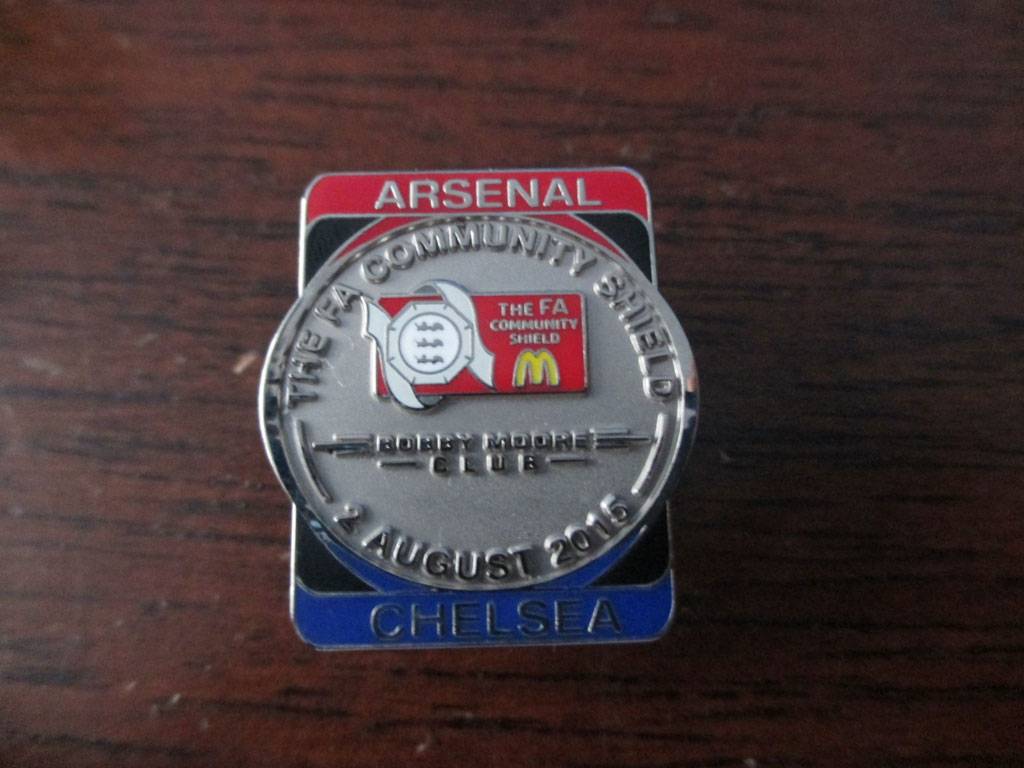 ARSENAL
THE FA COMMUNITY SHIELD
THE FA
COMMUNITY
SHIELD
M
BOBBY MOORE
CLUB
2 AUGUST 2015
CHELSEA